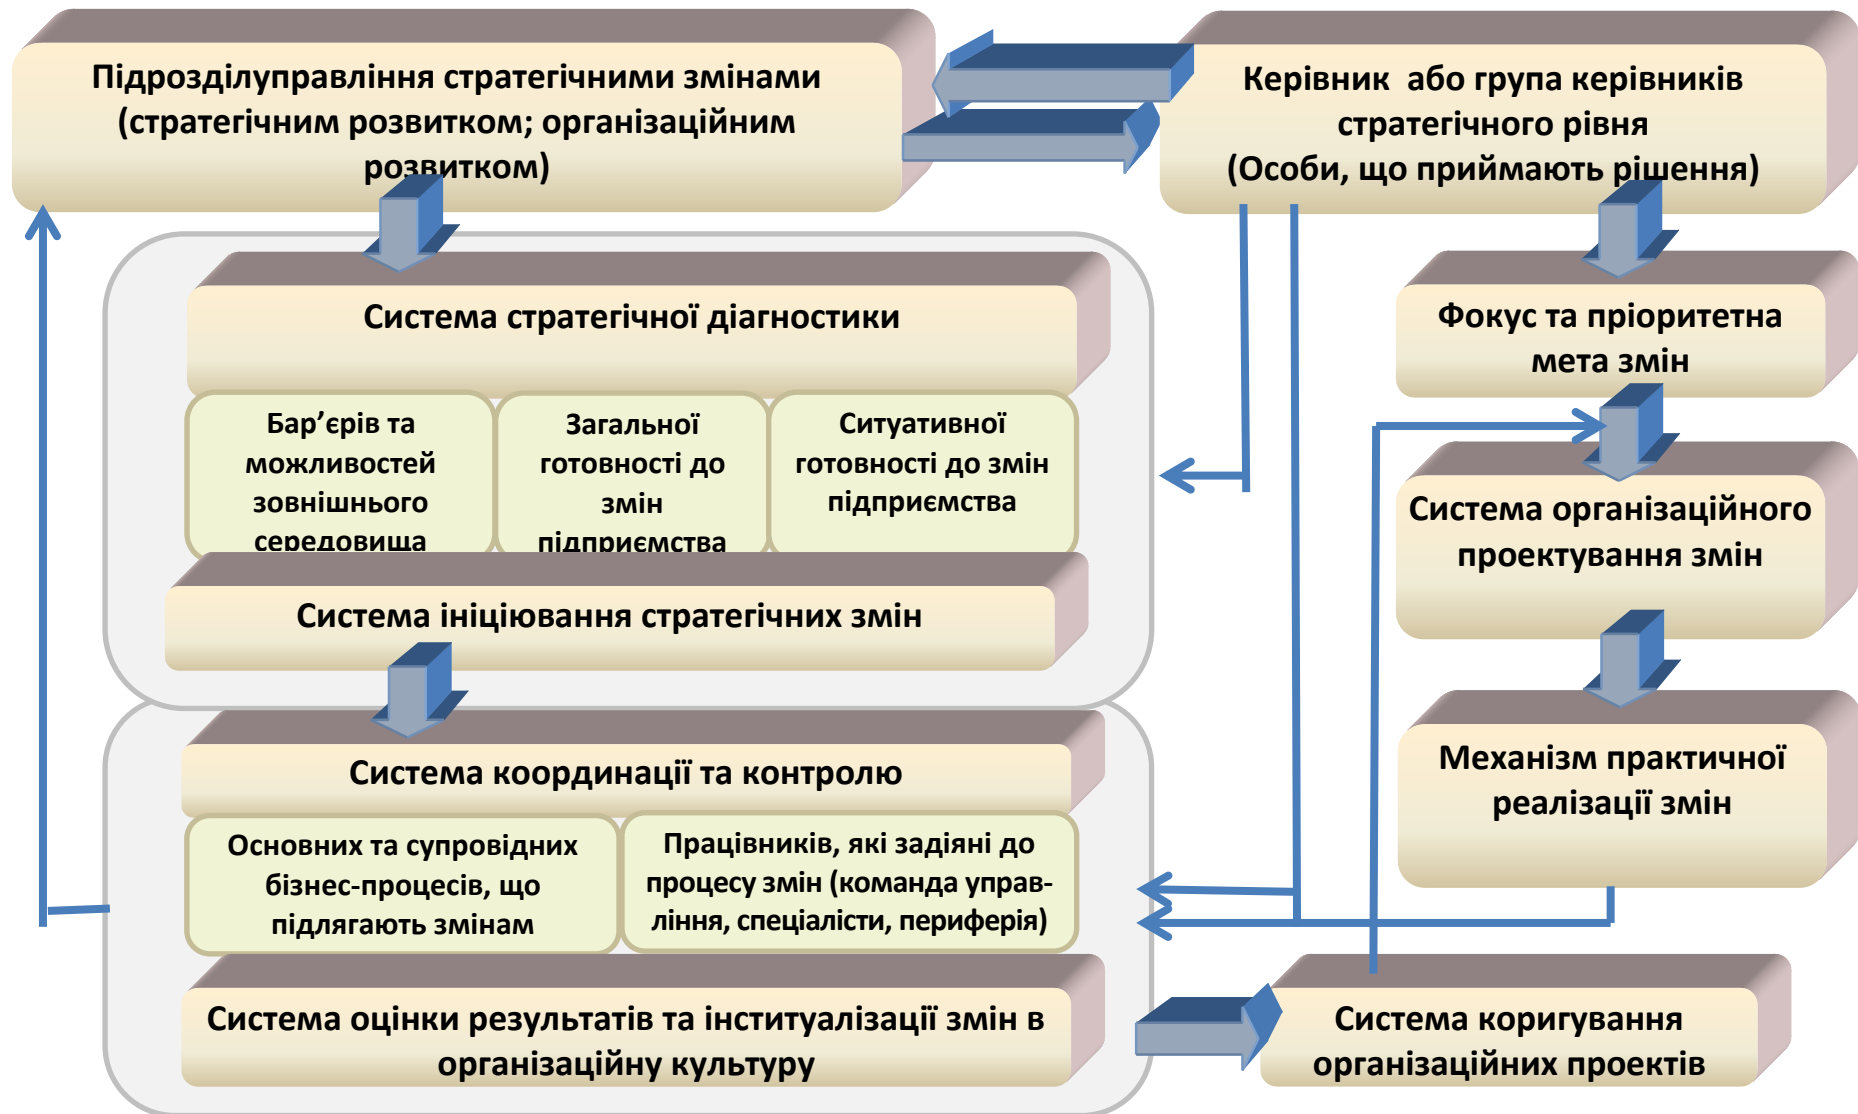 Підрозділуправління стратегічними змінами
(стратегічним розвитком; організаційним
розвитком)
Керівник або група керівників
стратегічного рівня
(Особи, що приймають рішення)
Система стратегічної діагностики
Бар’єрів та
можливостей
зовнішнього
середовища
Загальної
готовності до
змін
підприємства
Ситуативної
готовності до змін
підприємства
Система ініціювання стратегічних змін
Фокус та пріоритетна
мета змін
Система організаційного
проектування змін
Механізм практичної
реалізації змін
Система координації та контролю
Основних та супровідних
бізнес-процесів, що
підлягають змінам
Працівників, які задіяні до
процесу змін (команда управ-
ління, спеціалісти, периферія)
Система оцінки результатів та інституалізації змін в
організаційну культуру
Система коригування
організаційних проектів